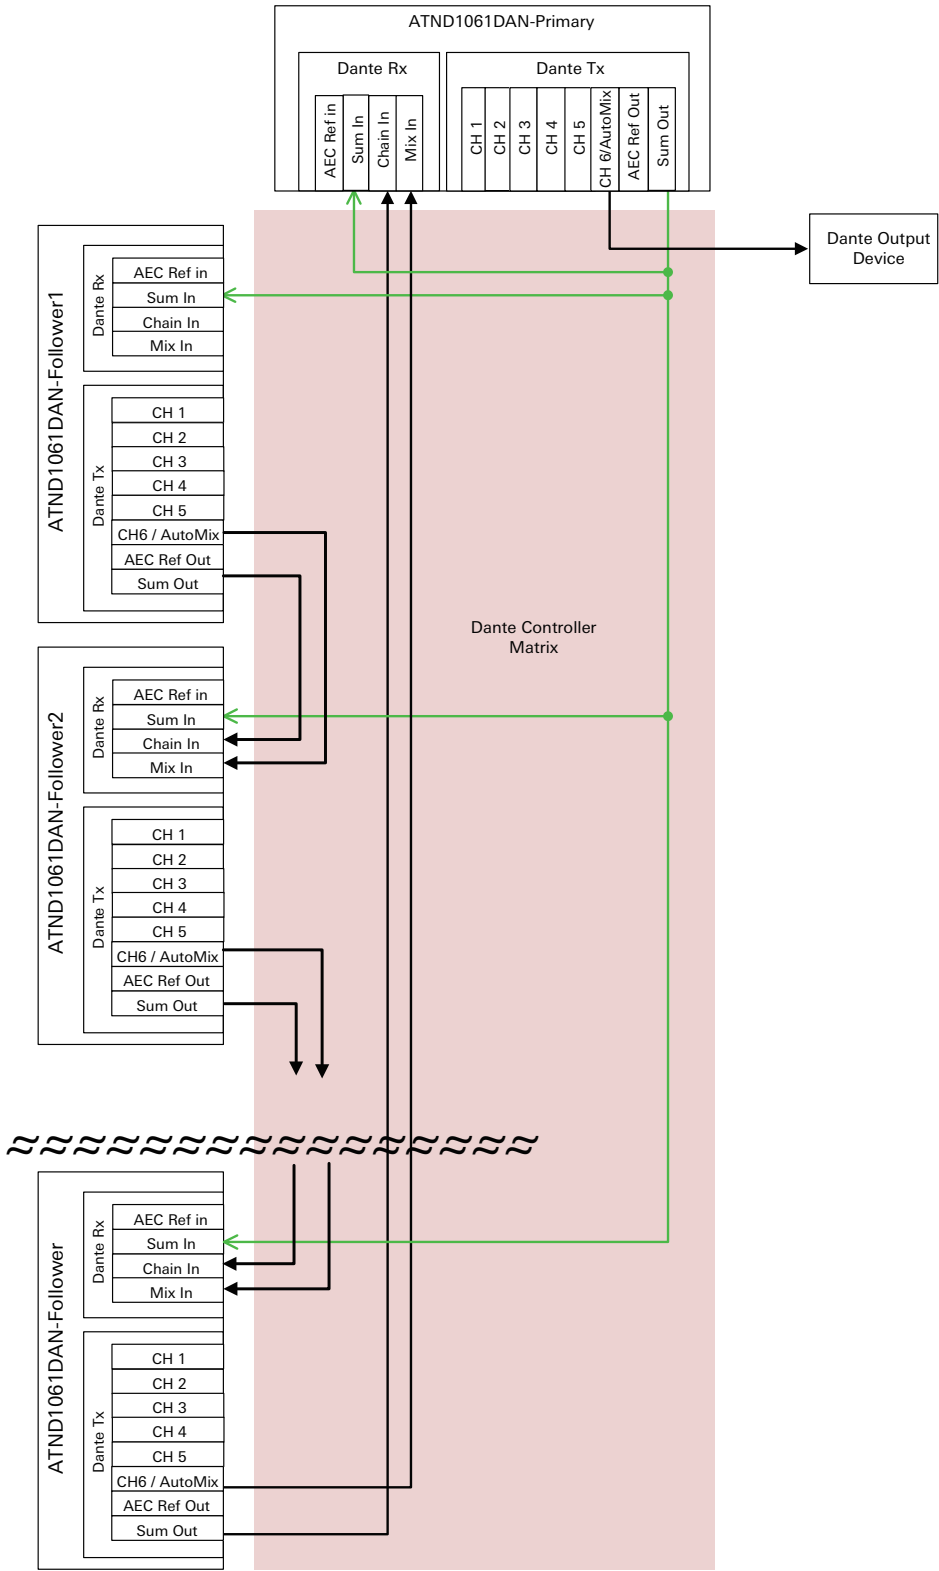 ATND1061DAN-Primary
Dante Rx
AEC Ref in
Sum In
Chain In
Mix In
Dante Tx
CH 1
CH 2
CH 3
CH 4
CH 5
CH 6/AutoMix
AEC Ref Out
Sum Out
Dante Output
Device
ATND1061DAN-Follower1
Dante Rx
AEC Ref in
Sum In
Chain In
Mix In
Dante Tx
CH 1
CH 2
CH 3
CH 4
CH 5
CH6 / AutoMix
AEC Ref Out
Sum Out
Dante Controller
Matrix
ATND1061DAN-Follower2
Dante Rx
AEC Ref in
Sum In
Chain In
Mix In
Dante Tx
CH 1
CH 2
CH 3
CH 4
CH 5
CH6 / AutoMix
AEC Ref Out
Sum Out
ATND1061DAN-Follower
Dante Rx
AEC Ref in
Sum In
Chain In
Mix In
Dante Tx
CH 1
CH 2
CH 3
CH 4
CH 5
CH6 / AutoMix
AEC Ref Out
Sum Out